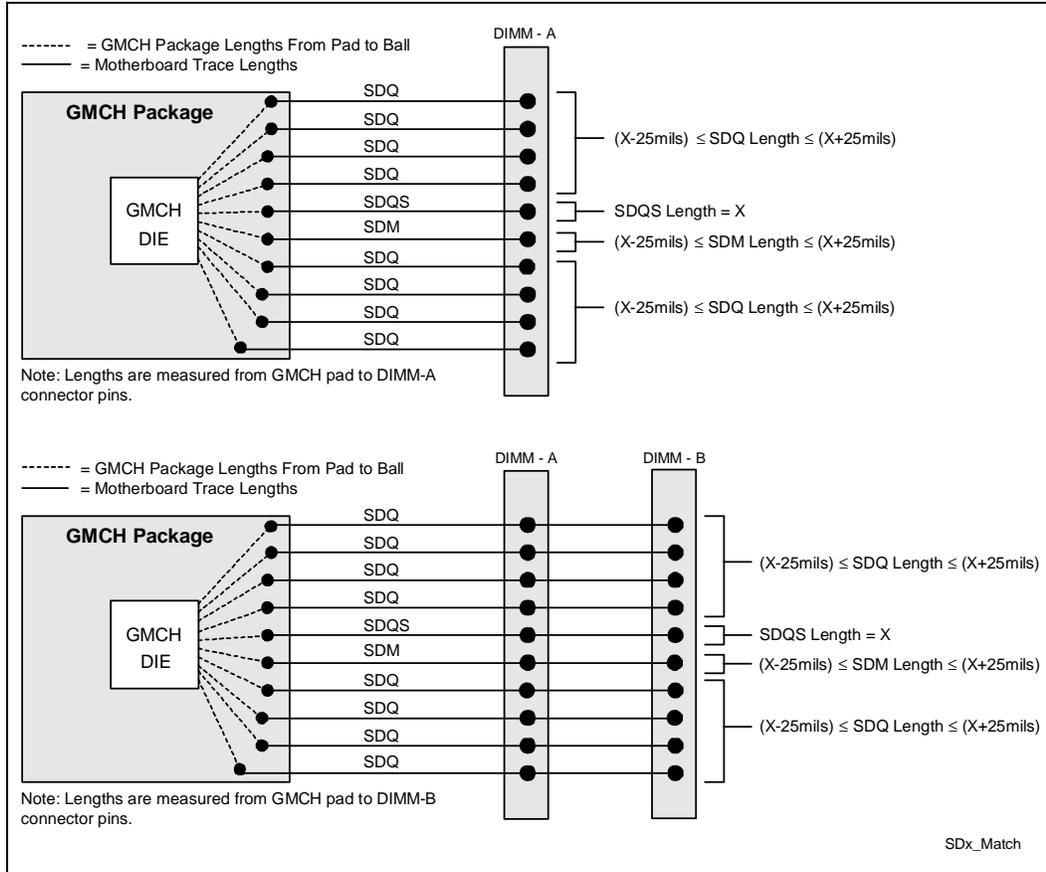 DIMM - A
= GMCH Package Lengths From Pad to Ball
= Motherboard Trace Lengths
GMCH Package
GMCH
DIE
SDQ
SDQ
SDQ
SDQ
SDQS
SDM
SDQ
SDQ
SDQ
SDQ
(X-25mils) ≤ SDQ Length ≤ (X+25mils)
SDQS Length = X
(X-25mils) ≤ SDM Length ≤ (X+25mils)
(X-25mils) ≤ SDQ Length ≤ (X+25mils)
Note: Lengths are measured from GMCH pad to DIMM-A
connector pins.
DIMM - A
DIMM - B
= GMCH Package Lengths From Pad to Ball
= Motherboard Trace Lengths
GMCH Package
GMCH
DIE
SDQ
SDQ
SDQ
SDQ
SDQS
SDM
SDQ
SDQ
SDQ
SDQ
(X-25mils) ≤ SDQ Length ≤ (X+25mils)
SDQS Length = X
(X-25mils) ≤ SDM Length ≤ (X+25mils)
(X-25mils) ≤ SDQ Length ≤ (X+25mils)
Note: Lengths are measured from GMCH pad to DIMM-B
connector pins.
SDx_Match